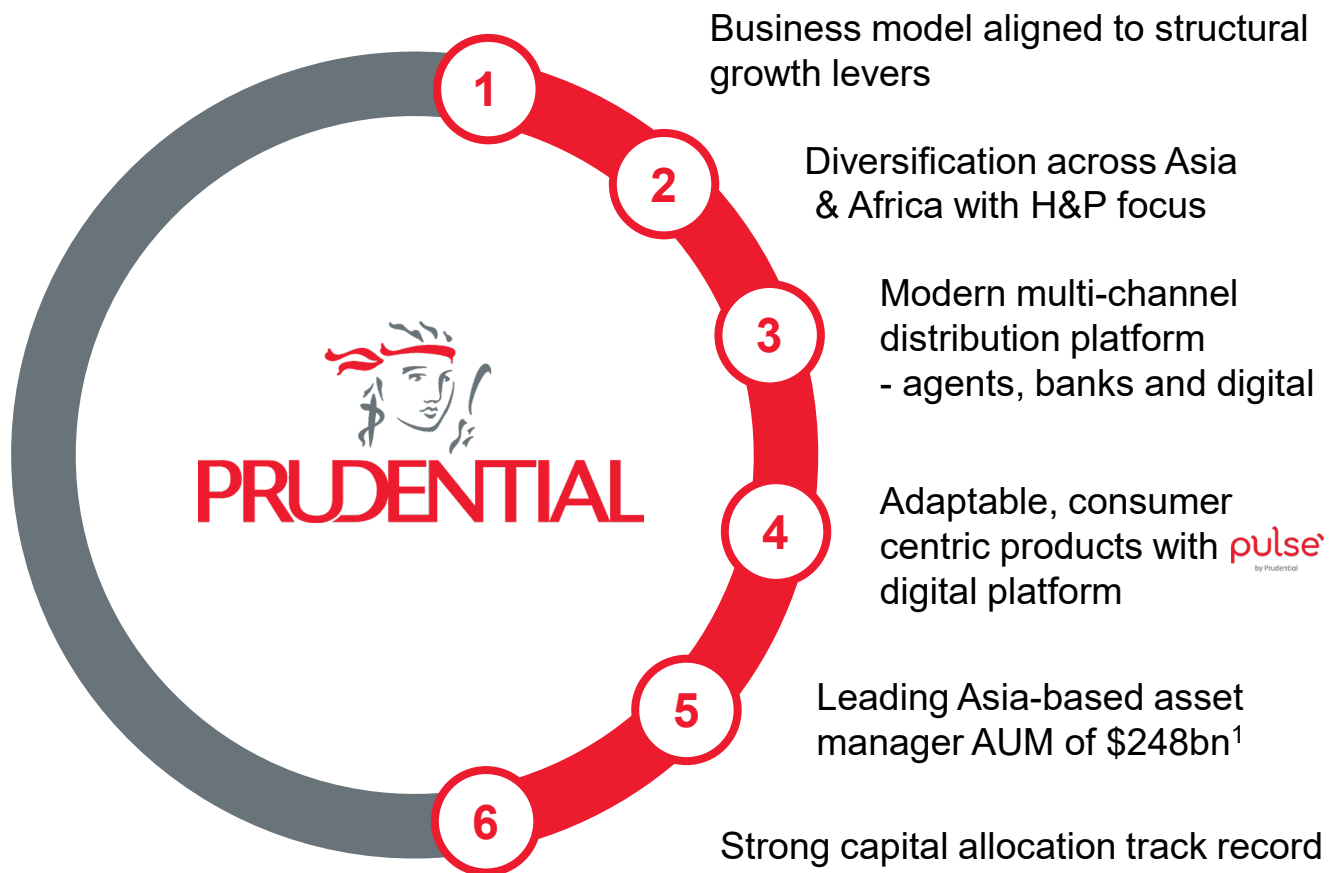 1
Business model aligned to structural
growth levers
2
Diversification across Asia
& Africa with H&P focus
3
Modern multi-channel
distribution platform
- agents, banks and digital
PRUDENTIAL
4
Adaptable, consumer
centric products with pulse
by Prudential
digital platform
5
Leading Asia-based asset
manager AUM of $248bn¹
6
Strong capital allocation track record